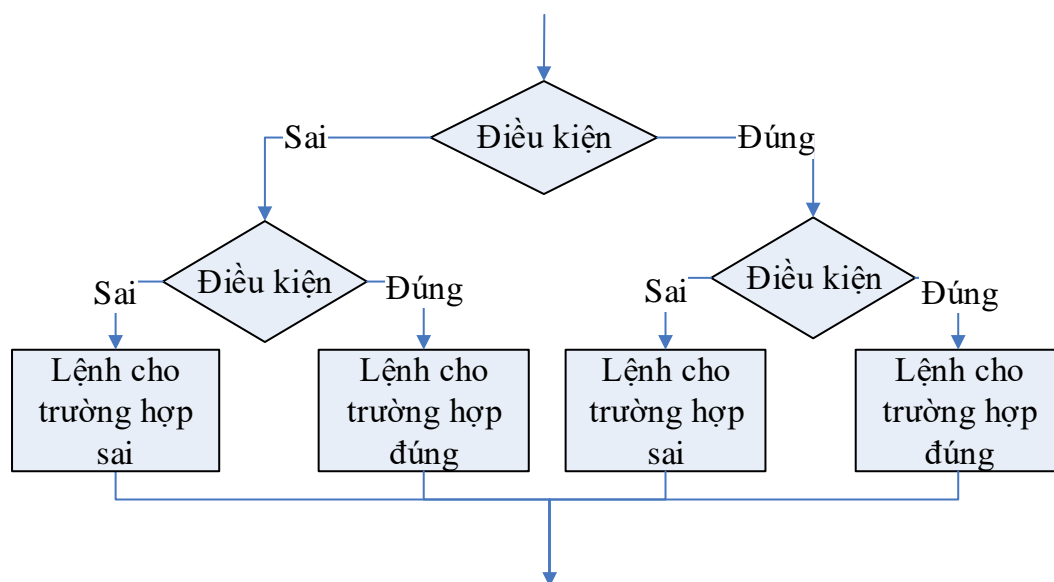 Điều kiện
Sai
Đúng
Điều kiện
Sai
Đúng
Điều kiện
Sai
Đúng
Lệnh cho
trường hợp
sai
Lệnh cho
trường hợp
đúng
Lệnh cho
trường hợp
sai
Lệnh cho
trường hợp
đúng